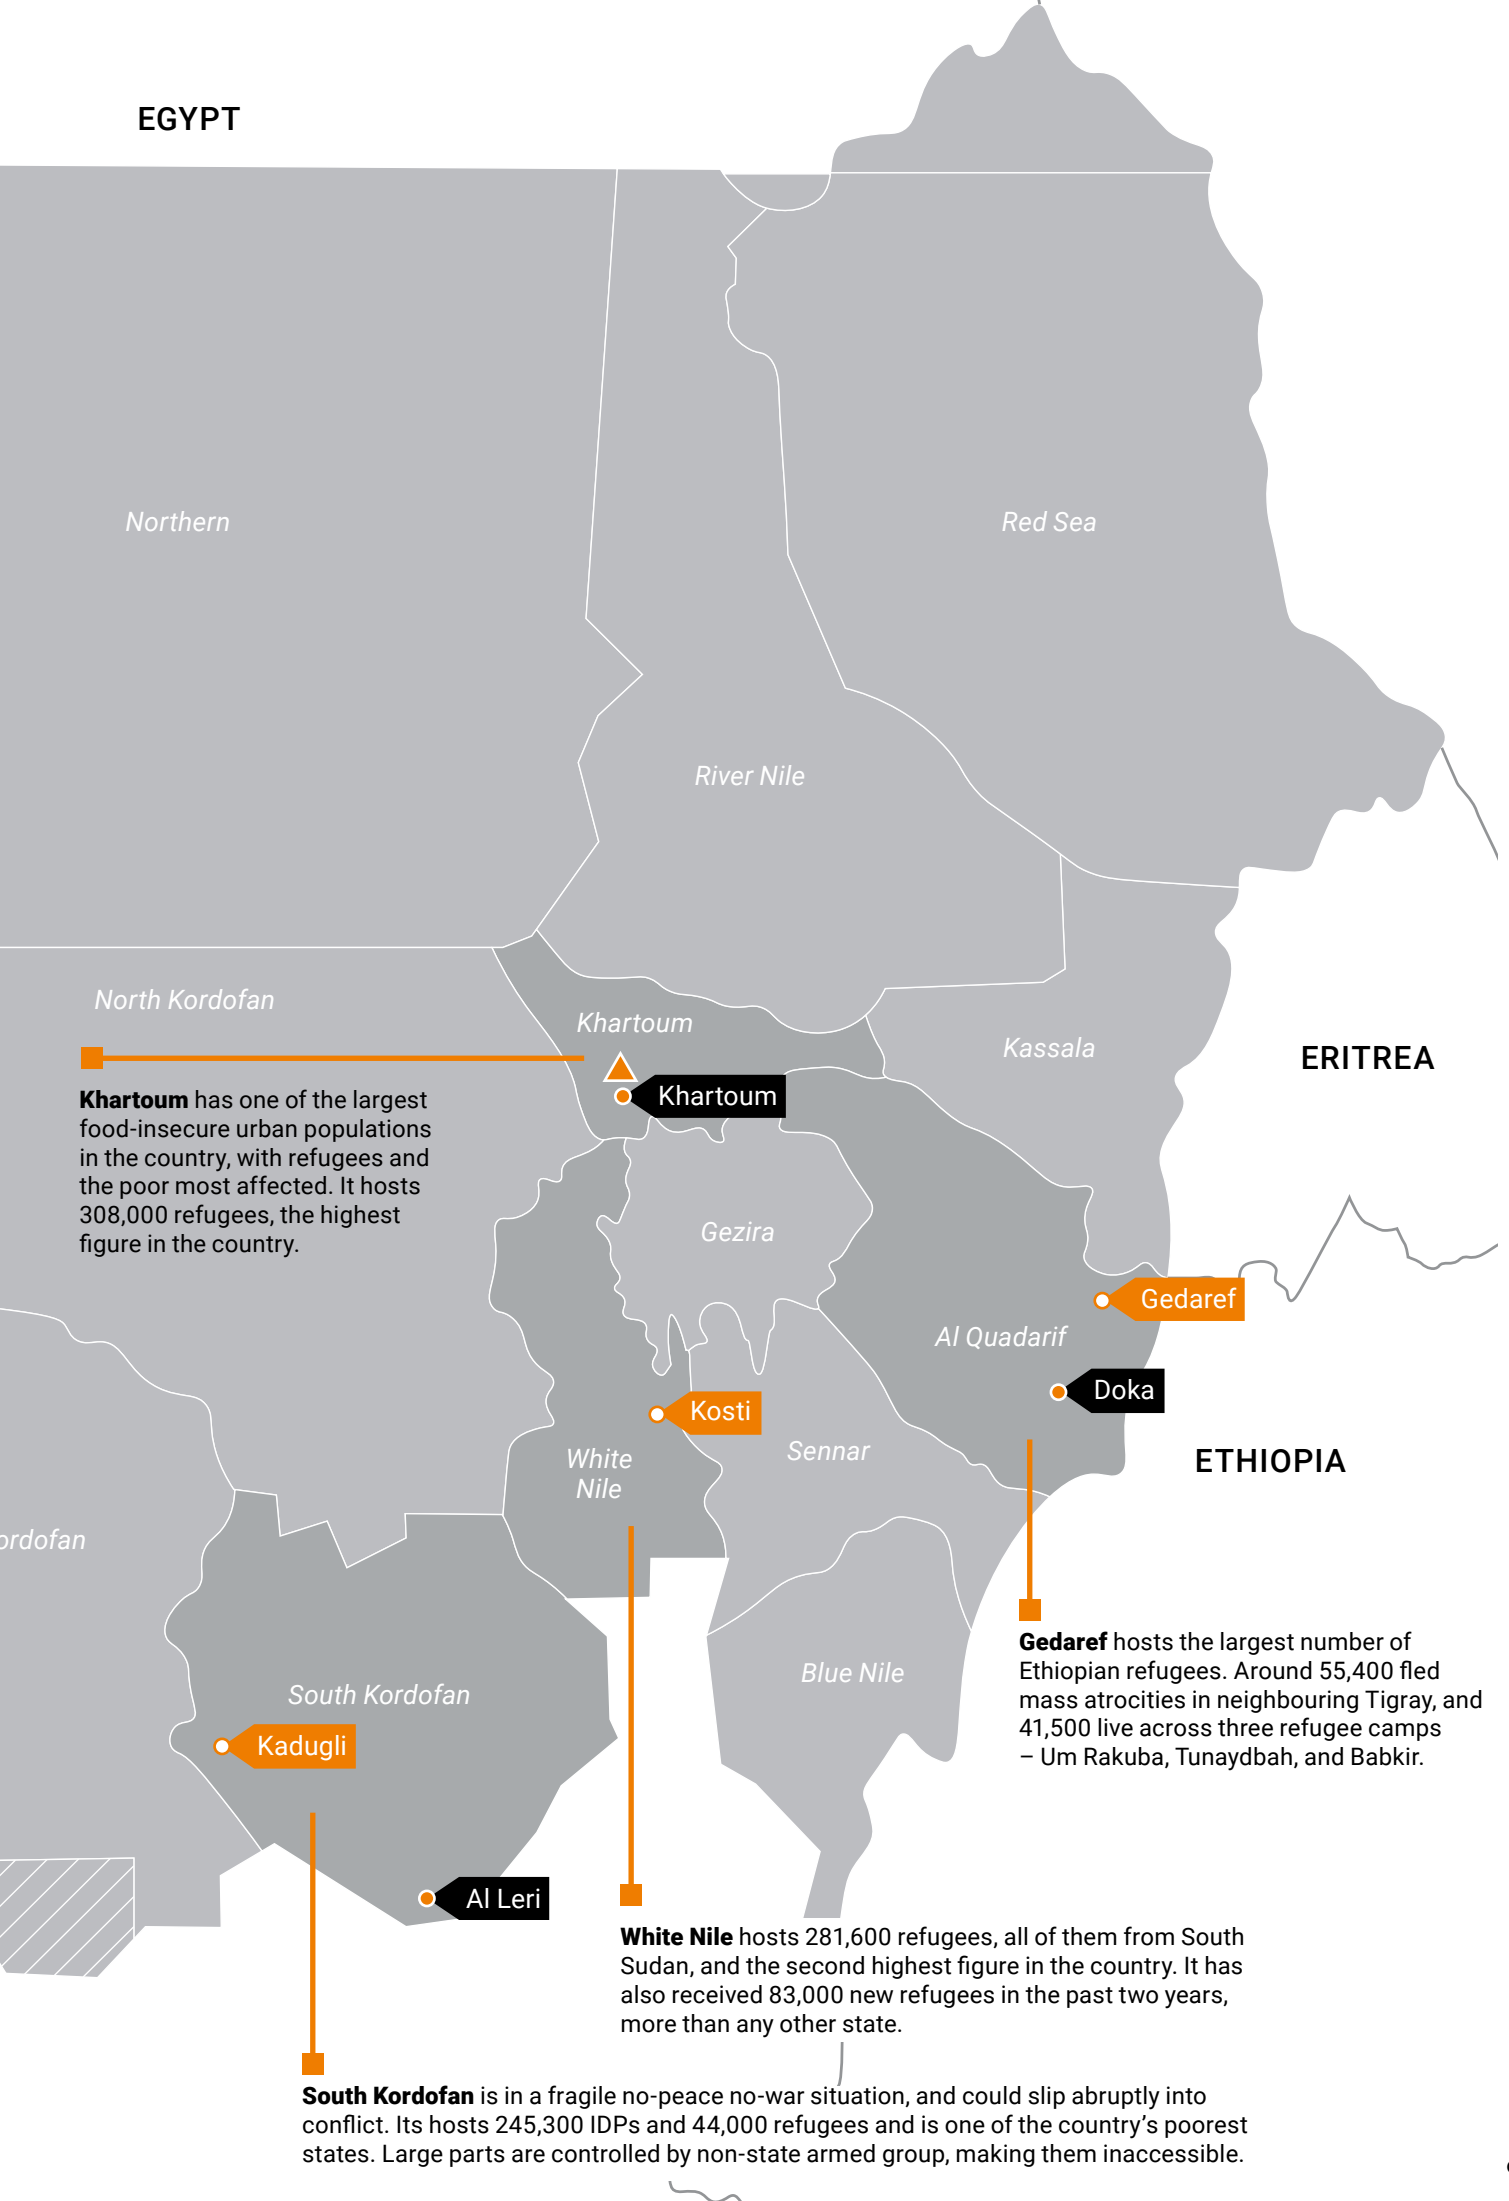 EGYPT
Northern
Red Sea
River Nile
North Kordofan
Khartoum
Kassala
ERITREA
Khartoum
Khartoum has one of the largest
food-insecure urban populations
in the country, with refugees and
the poor most affected. It hosts
308,000 refugees, the highest
figure in the country.
Gezira
Gedaref
Al Quadarif
Doka
Kosti
White
Nile
Sennar
ETHIOPIA
ordofan
Gedaref hosts the largest number of
Ethiopian refugees. Around 55,400 fled
mass atrocities in neighbouring Tigray, and
41,500 live across three refugee camps
– Um Rakuba, Tunaydbah, and Babkir.
Blue Nile
South Kordofan
Kadugli
Al Leri
White Nile hosts 281,600 refugees, all of them from South
Sudan, and the second highest figure in the country. It has
also received 83,000 new refugees in the past two years,
more than any other state.
South Kordofan is in a fragile no-peace no-war situation, and could slip abruptly into
conflict. Its hosts 245,300 IDPs and 44,000 refugees and is one of the country's poorest
states. Large parts are controlled by non-state armed group, making them inaccessible.